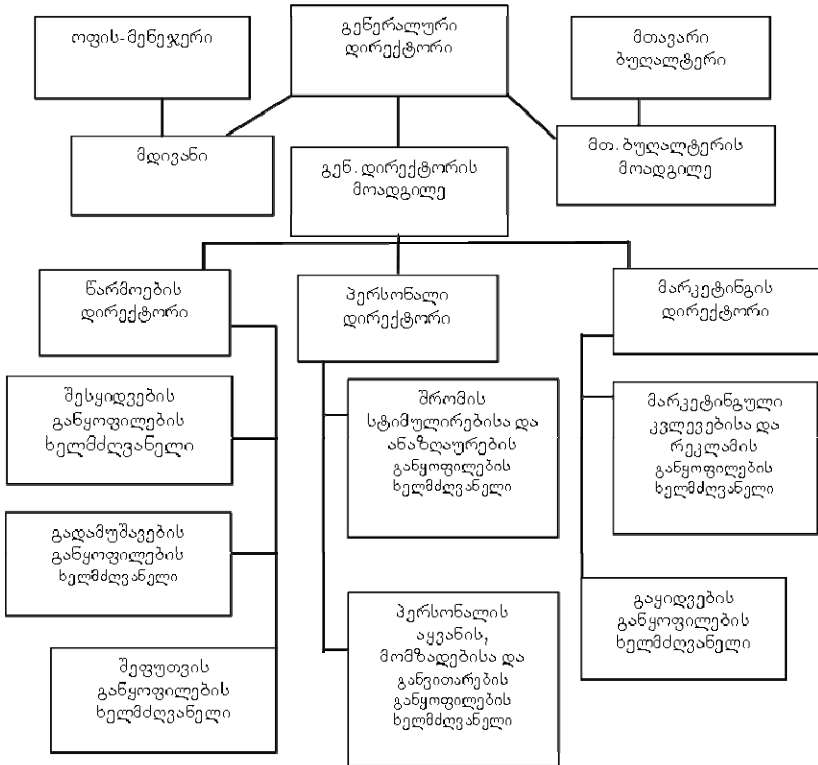 ოფის-მენეჯერი
გენერალური
დირექტორი
მთავარი
ბუღალტერი
მდივანი
გენ. დირექტორის
მოადგილე
მთ. ბუღალტერის
მოადგილე
წარმოების
დირექტორი
პერსონალი
დირექტორი
მარკეტინგის
დირექტორი
შესყიდვების
განყოფილების
ხელმძღვანელი
შრომის
სტიმულირებისა და
ანაზღაურების
განყოფილების
ხელმძღვანელი
მარკეტინგული
კვლევებისა და
რეკლამის
განყოფილების
ხელმძღვანელი
გადამუშავების
განყოფილების
ხელმძღვანელი
პერსონალის
აყვანის,
მომზადებისა და
განვითარების
განყოფილების
ხელმძღვანელი
გაყიდვების
განყოფილების
ხელმძღვანელი
შეფუთვის
განყოფილების
ხელმძღვანელი